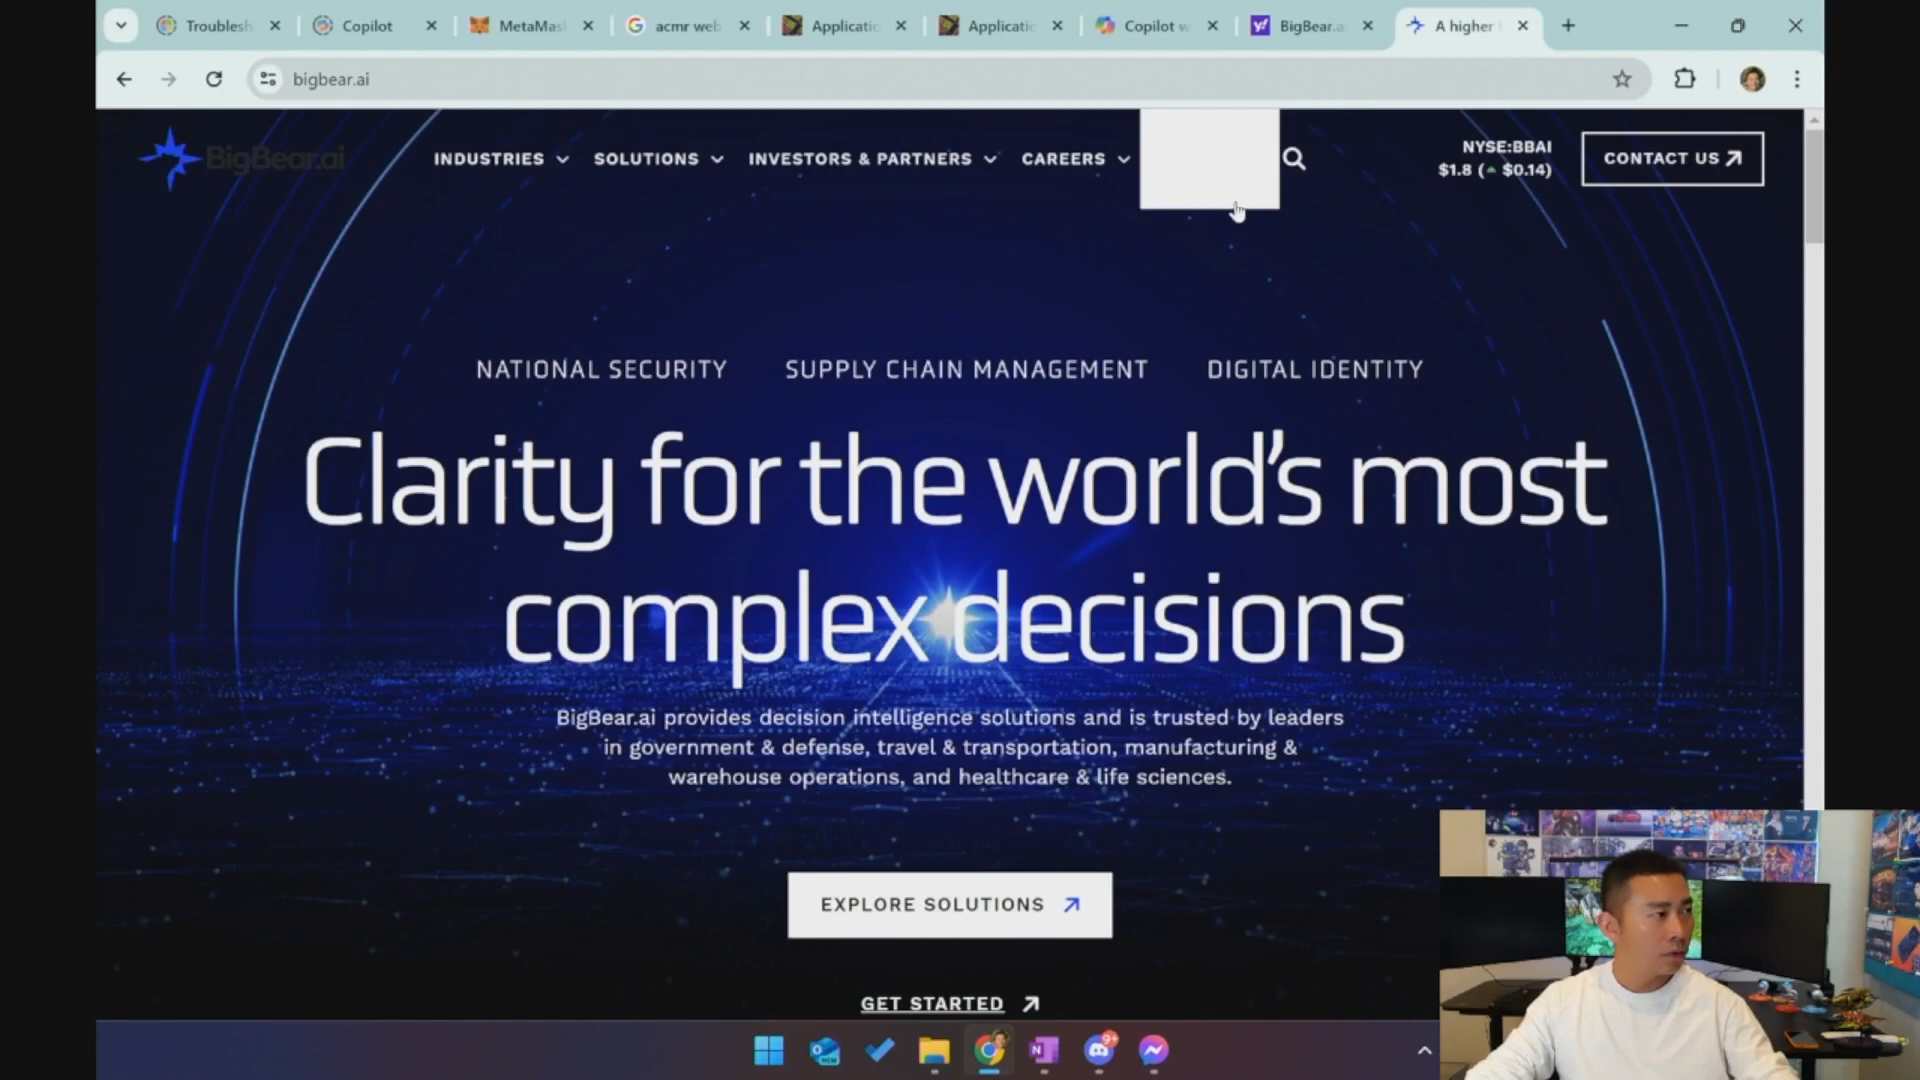 Troublesh
Copilot
MetaMas
acmr web
Applicatio
Applicatio
Copilot w
BigBear.a
A higher
bigbear.ai
BigBear.ai
INDUSTRIES
SOLUTIONS
INVESTORS & PARTNERS
CAREERS
NYSE:BBAI
$1.8 ( $0.14)
CONTACT US
NATIONAL SECURITY
SUPPLY CHAIN MANAGEMENT
DIGITAL IDENTITY
Clarity for the world's most
complex decisions
BigBear.ai provides decision intelligence solutions and is trusted by leaders
in government & defense, travel & transportation, manufacturing &
warehouse operations, and healthcare & life sciences.
EXPLORE SOLUTIONS
GET STARTED
9+